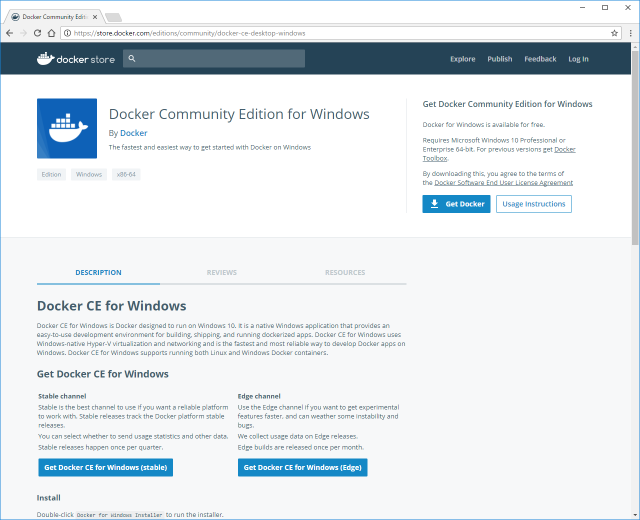 Docker Community Edition
https://store.docker.com/editions/community/docker-ce-desktop-windows
docker store
Explore Publish Feedback Log In
Docker Community Edition for Windows
By Docker
The fastest and easiest way to get started with Docker on Windows
Edition Windows x86-64
Get Docker Community Edition for Windows
Docker for Windows is available for free.
Requires Microsoft Windows 10 Professional or
Enterprise 64-bit. For previous versions get Docker
Toolbox.
By downloading this, you agree to the terms of
the Docker Software End User License Agreement
Get Docker Usage Instructions
DESCRIPTION REVIEWS RESOURCES
Docker CE for Windows
Docker CE for Windows is Docker designed to run on Windows 10. It is a native Windows application that provides an
easy-to-use development environment for building, shipping, and running dockerized apps. Docker CE for Windows uses
Windows-native Hyper-V virtualization and networking and is the fastest and most reliable way to develop Docker apps on
Windows. Docker CE for Windows supports running both Linux and Windows Docker containers.
Get Docker CE for Windows
Stable channel
Stable is the best channel to use if you want a reliable platform
to work with. Stable releases track the Docker platform stable
releases.
You can select whether to send usage statistics and other data.
Stable releases happen once per quarter.
Get Docker CE for Windows (stable)
Edge channel
Use the Edge channel if you want to get experimental
features faster, and can weather some instability and
bugs.
We collect usage data on Edge releases.
Edge builds are released once per month.
Get Docker CE for Windows (Edge)
Install
Double-click Docker for Windows Installer to run the installer.